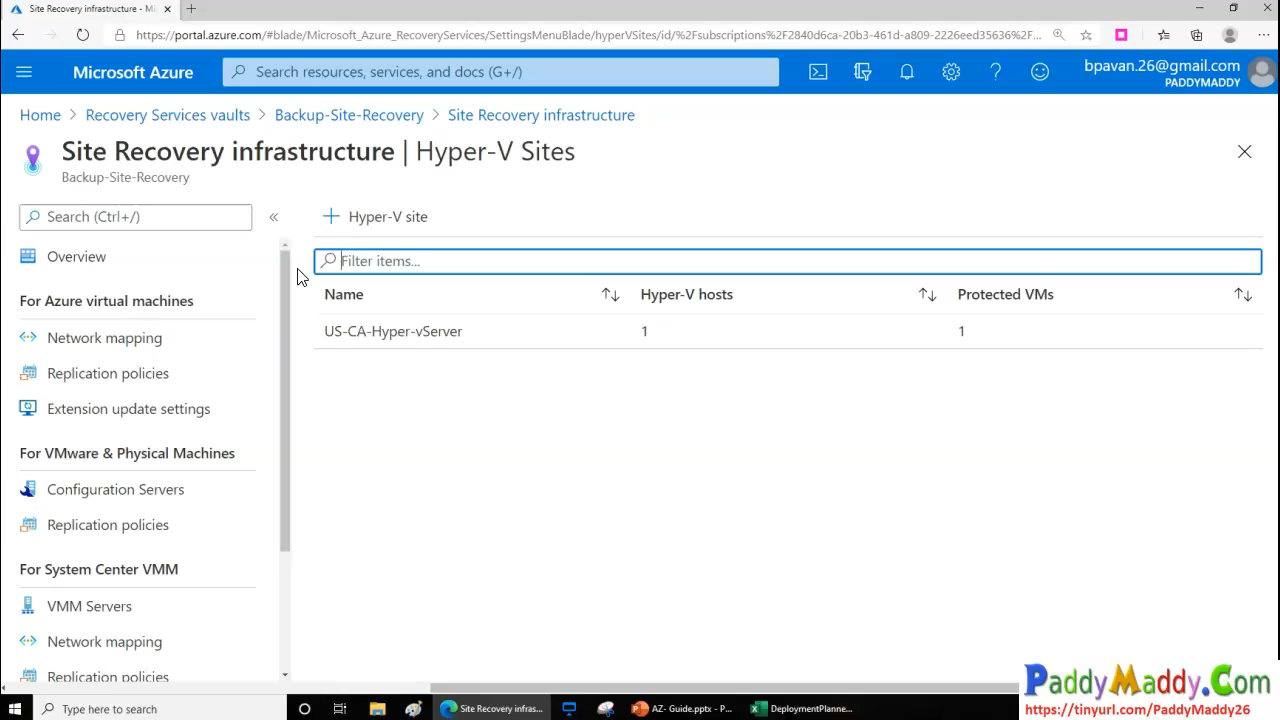 Site Recovery infrastructure - Mi
https://portal.azure.com/#blade/Microsoft_Azure_RecoveryServices/SettingsMenuBlade/hyperVSites/id/%2Fsubscriptions%2F2840d6ca-20b3-461d-a809-2226eed35636%2F...
Microsoft Azure
Search resources, services, and docs (G+/)
bpavan.26@gmail.com
PADDYMADDY
Home > Recovery Services vaults > Backup-Site-Recovery > Site Recovery infrastructure
Site Recovery infrastructure | Hyper-V Sites
Backup-Site-Recovery
Search (Ctrl+/)
«
+ Hyper-V site
Overview
Filter items...
Name
Hyper-V hosts
Protected VMs
US-CA-Hyper-vServer
1
1
For Azure virtual machines
Network mapping
Replication policies
Extension update settings
For VMware & Physical Machines
Configuration Servers
Replication policies
For System Center VMM
VMM Servers
Network mapping
Replication policies
PaddyMaddy.Com
https://tinyurl.com/PaddyMaddy26
Type here to search
Site Recovery infras...
AZ- Guide.pptx - P...
DeploymentPlanne...